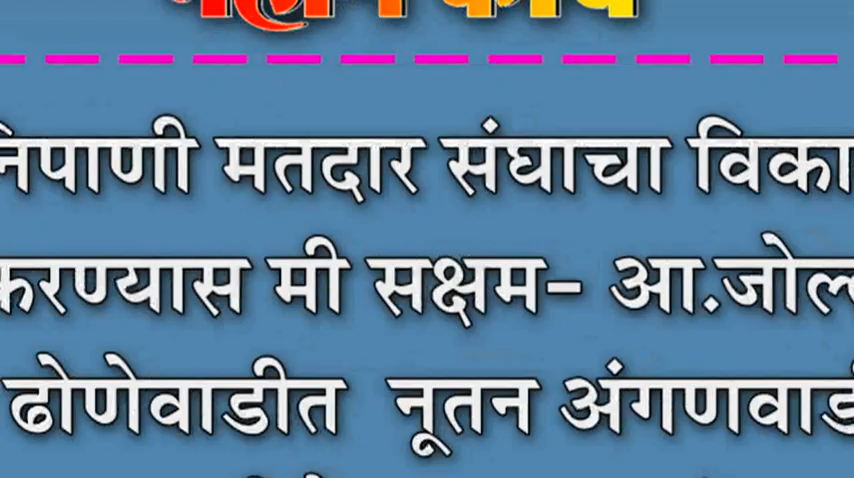 निपाणी मतदार संघाचा विका
करण्यास मी सक्षम- आ.जोल्
ढोणेवाडीत नूतन अंगणवाडी